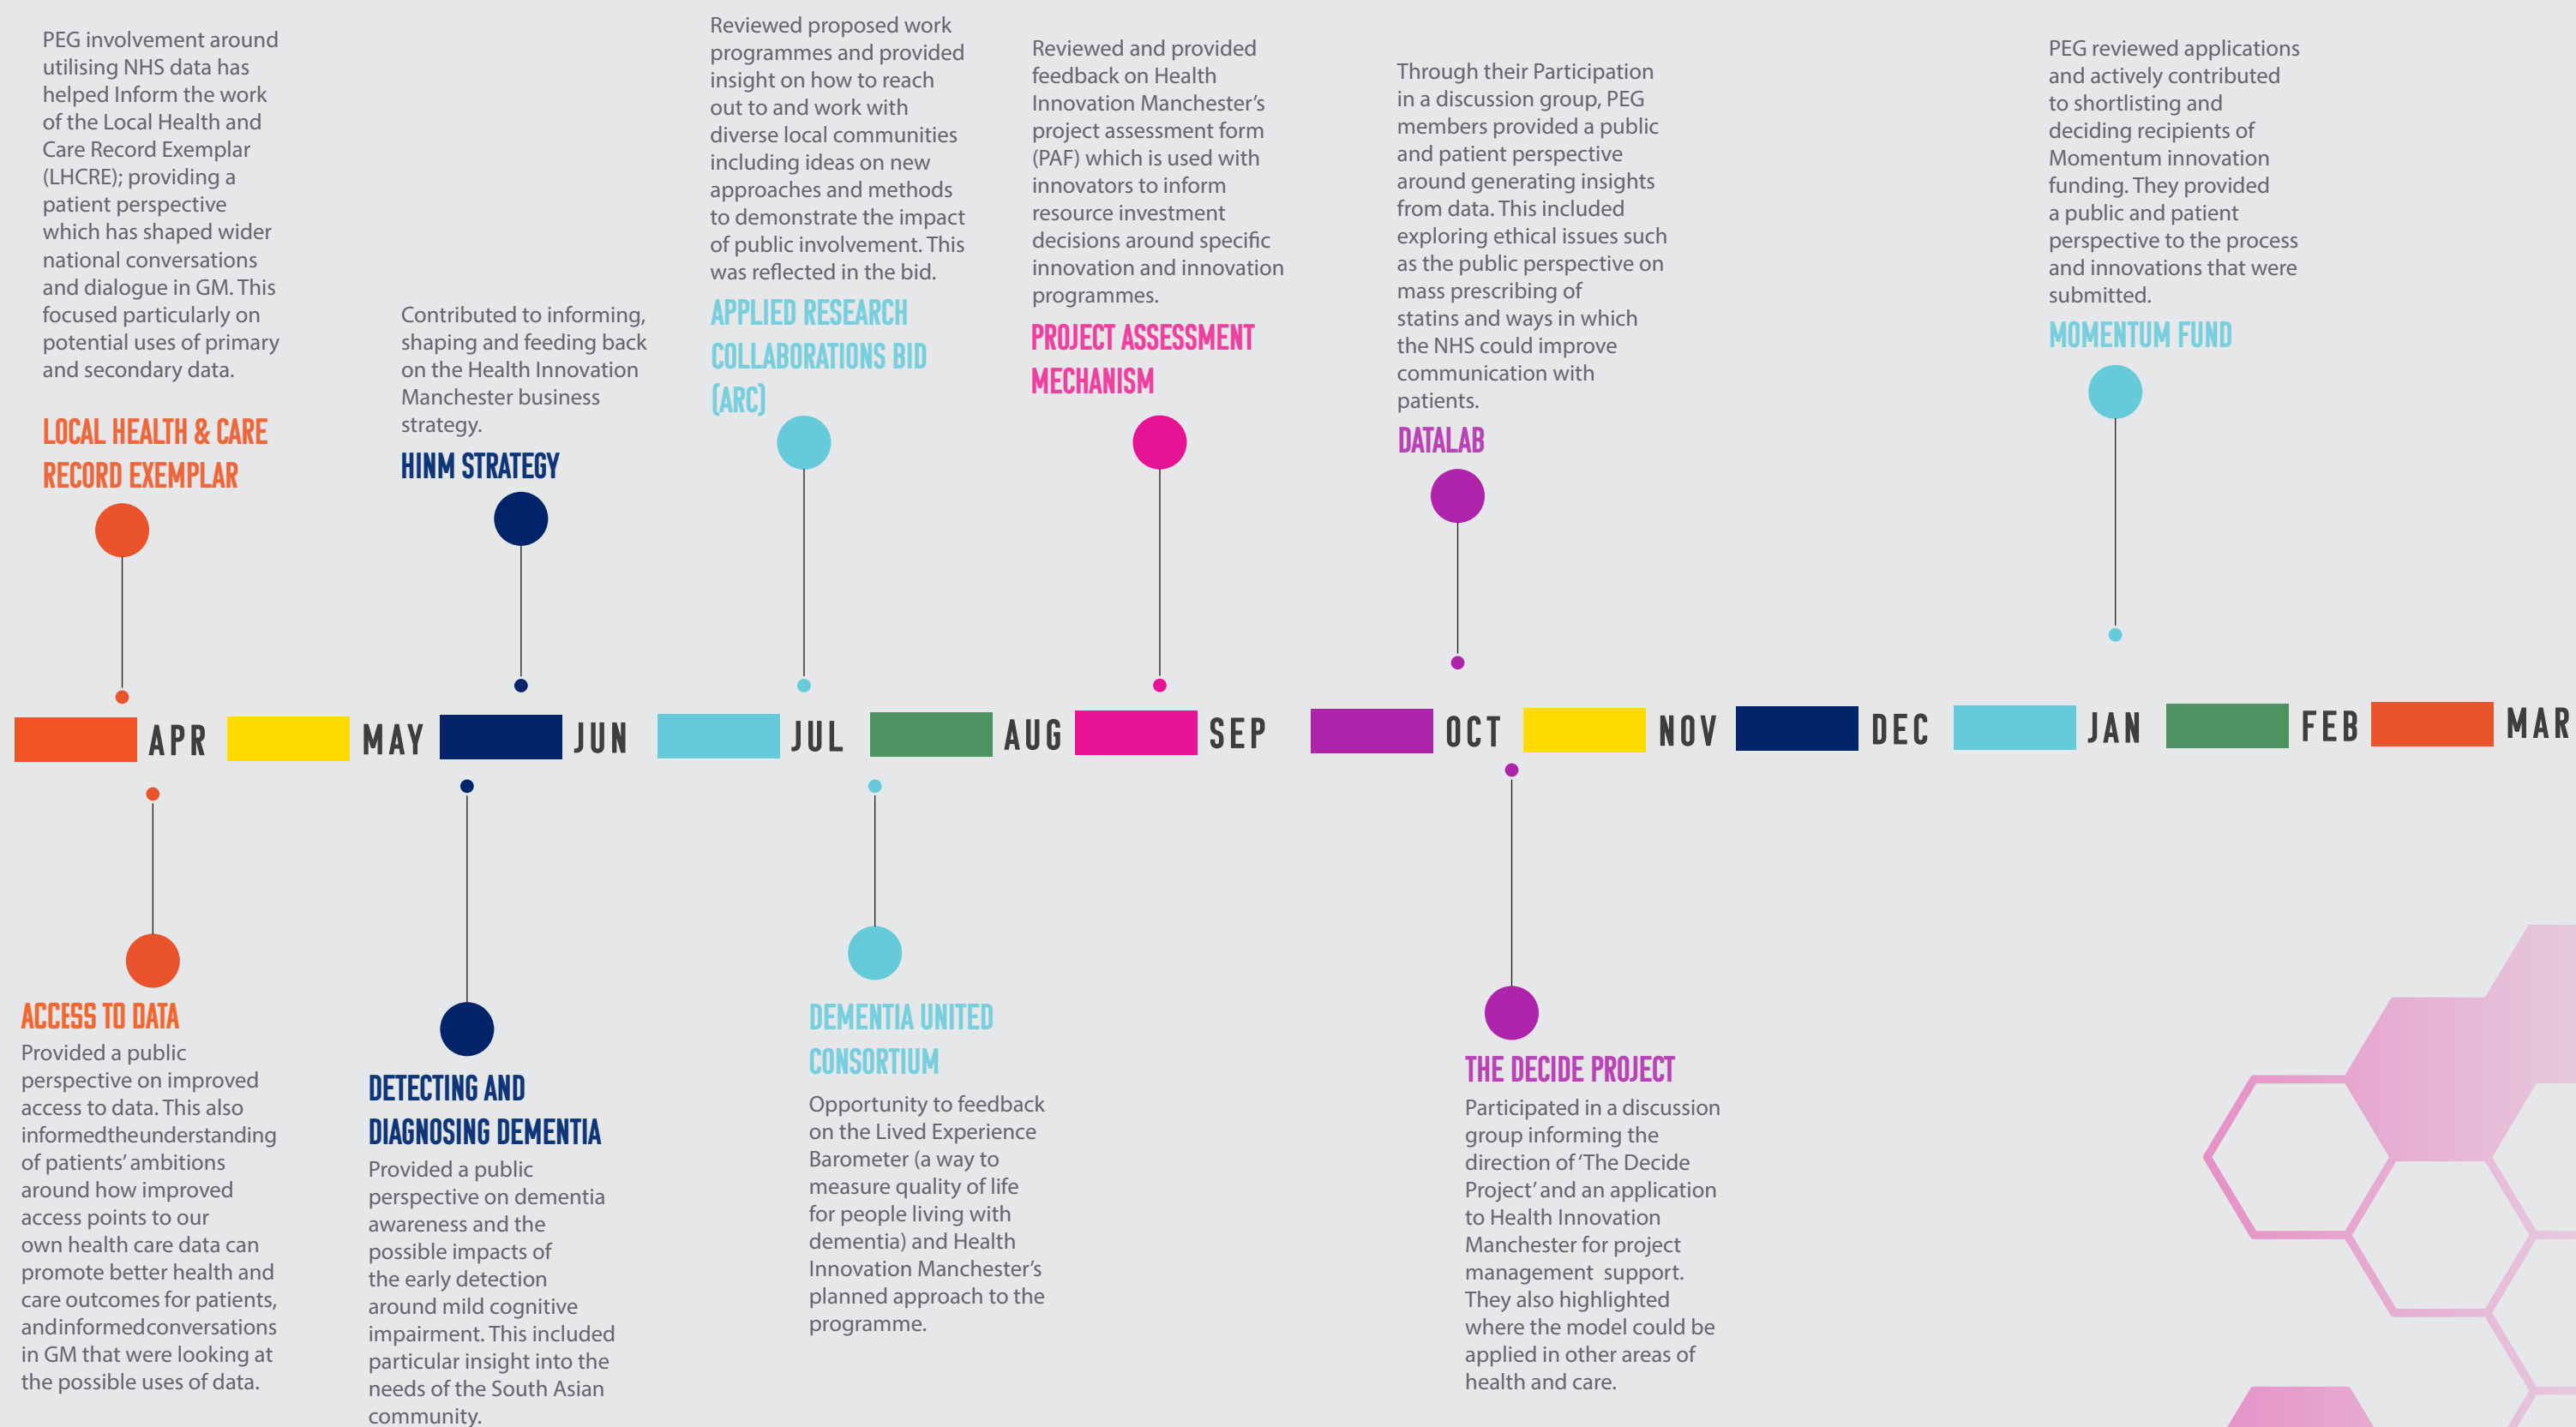 PEG involvement around
utilising NHS data has
helped Inform the work
of the Local Health and
Care Record Exemplar
(LHCRE); providing a
patient perspective
which has shaped wider
national conversations
and dialogue in GM. This
focused particularly on
potential uses of primary
and secondary data.
LOCAL HEALTH & CARE
RECORD EXEMPLAR
Contributed to informing,
shaping and feeding back
on the Health Innovation
Manchester business
strategy.
HINM STRATEGY
Reviewed proposed work
programmes and provided
insight on how to reach
out to and work with
diverse local communities
including ideas on new
approaches and methods
to demonstrate the impact
of public involvement. This
was reflected in the bid.
APPLIED RESEARCH
COLLABORATIONS BID
(ARC)
Reviewed and provided
feedback on Health
Innovation Manchester’s
project assessment form
(PAF) which is used with
innovators to inform
resource investment
decisions around specific
innovation and innovation
programmes.
PROJECT ASSESSMENT
MECHANISM
Through their Participation
in a discussion group, PEG
members provided a public
and patient perspective
around generating insights
from data. This included
exploring ethical issues such
as the public perspective on
mass prescribing of
statins and ways in which
the NHS could improve
communication with
patients.
DATALAB
PEG reviewed applications
and actively contributed
to shortlisting and
deciding recipients of
Momentum innovation
funding. They provided
a public and patient
perspective to the process
and innovations that were
submitted.
MOMENTUM FUND
APR MAY JUN JUL AUG SEP OCT NOV DEC JAN FEB MAR
ACCESS TO DATA
Provided a public
perspective on improved
access to data. This also
informedtheunderstanding
of patients’ ambitions
around how improved
access points to our
own health care data can
promote better health and
care outcomes for patients,
andinformedconversations
in GM that were looking at
the possible uses of data.
DETECTING AND
DIAGNOSING DEMENTIA
Provided a public
perspective on dementia
awareness and the
possible impacts of
the early detection
around mild cognitive
impairment. This included
particular insight into the
needs of the South Asian
community.
DEMENTIA UNITED
CONSORTIUM
Opportunity to feedback
on the Lived Experience
Barometer (a way to
measure quality of life
for people living with
dementia) and Health
Innovation Manchester’s
planned approach to the
programme.
THE DECIDE PROJECT
Participated in a discussion
group informing the
direction of ‘The Decide
Project’ and an application
to Health Innovation
Manchester for project
management support.
They also highlighted
where the model could be
applied in other areas of
health and care.